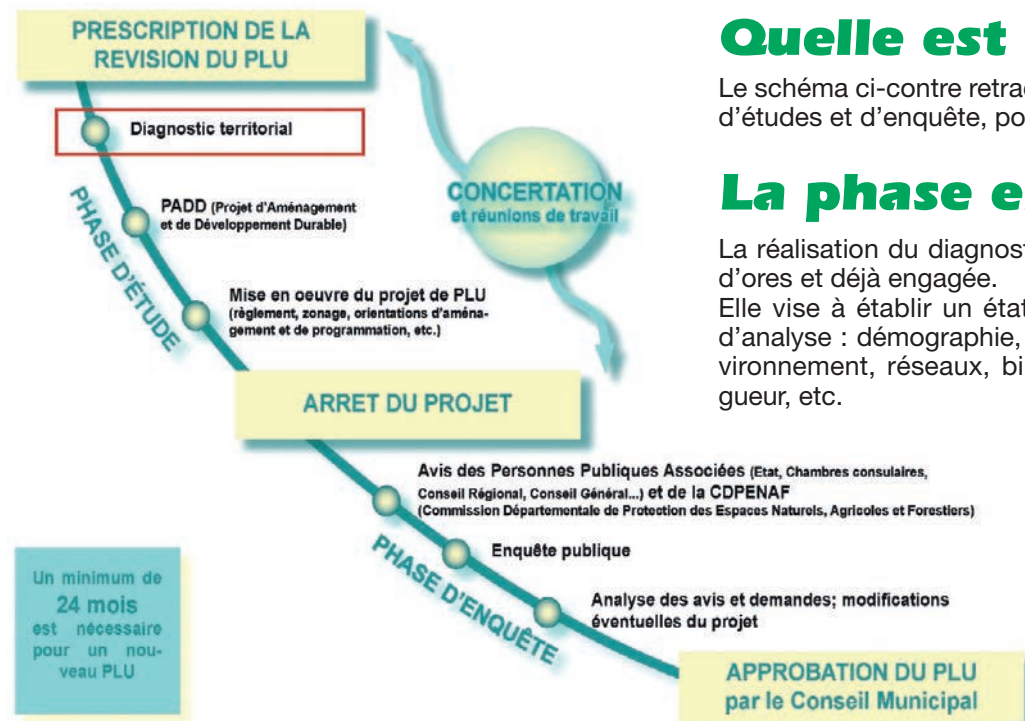 PRESCRIPTION DE LA
REVISION DU PLU
Diagnostic territorial
PADD (Projet d'Aménagement
et de Développement Durable)
Mise en oeuvre du projet de PLU
(règlement, zonage, orientations d'aména-
gement et de programmation, etc.)
PHASE D'ÉTUDE
CONCERTATION
et réunions de travail
ARRET DU PROJET
Avis des Personnes Publiques Associées (Etat, Chambres consulaires,
Conseil Régional, Conseil Général...) et de la CDPENAF
(Commission Départementale de Protection des Espaces Naturels, Agricoles et Forestiers)
Enquête publique
Analyse des avis et demandes; modifications
éventuelles du projet
PHASE D'ENQUÊTE
APPROBATION DU PLU
par le Conseil Municipal
Un minimum de
24 mois
est nécessaire
pour un nou-
veau PLU
Quelle est
Le schéma ci-contre retrac
d'études et d'enquête, po
La phase e
La réalisation du diagnost
d'ores et déjà engagée.
Elle vise à établir un état
d'analyse : démographie,
vironnement, réseaux, bi
gueur, etc.